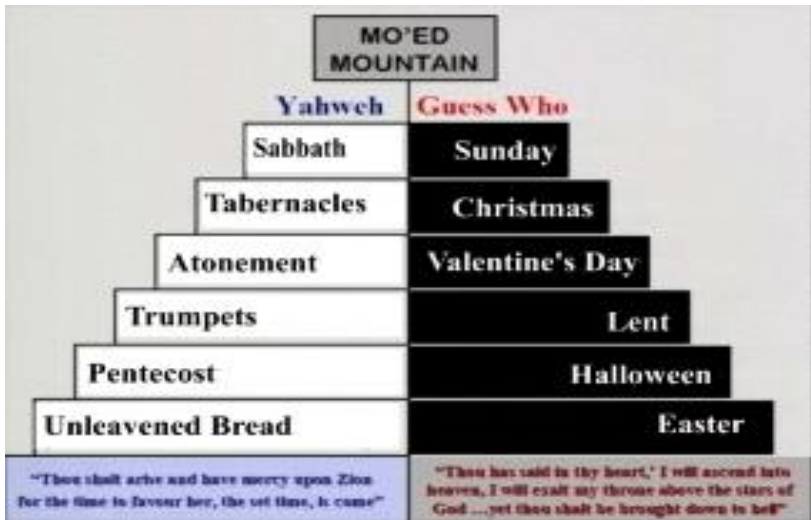 MO'ED
MOUNTAIN
Yahweh Guess Who
Sabbath Sunday
Tabernacles Christmas
Atonement Valentine's Day
Trumpets Lent
Pentecost Halloween
Unleavened Bread Easter
"Thou shalt arise and have mercy upon Zion
for the time to favour her, the set time, is come"
"Thou has said in thy heart,' I will ascend into
heaven, I will exalt my throne above the stars of
God ...yet thou shalt be brought down to hell"